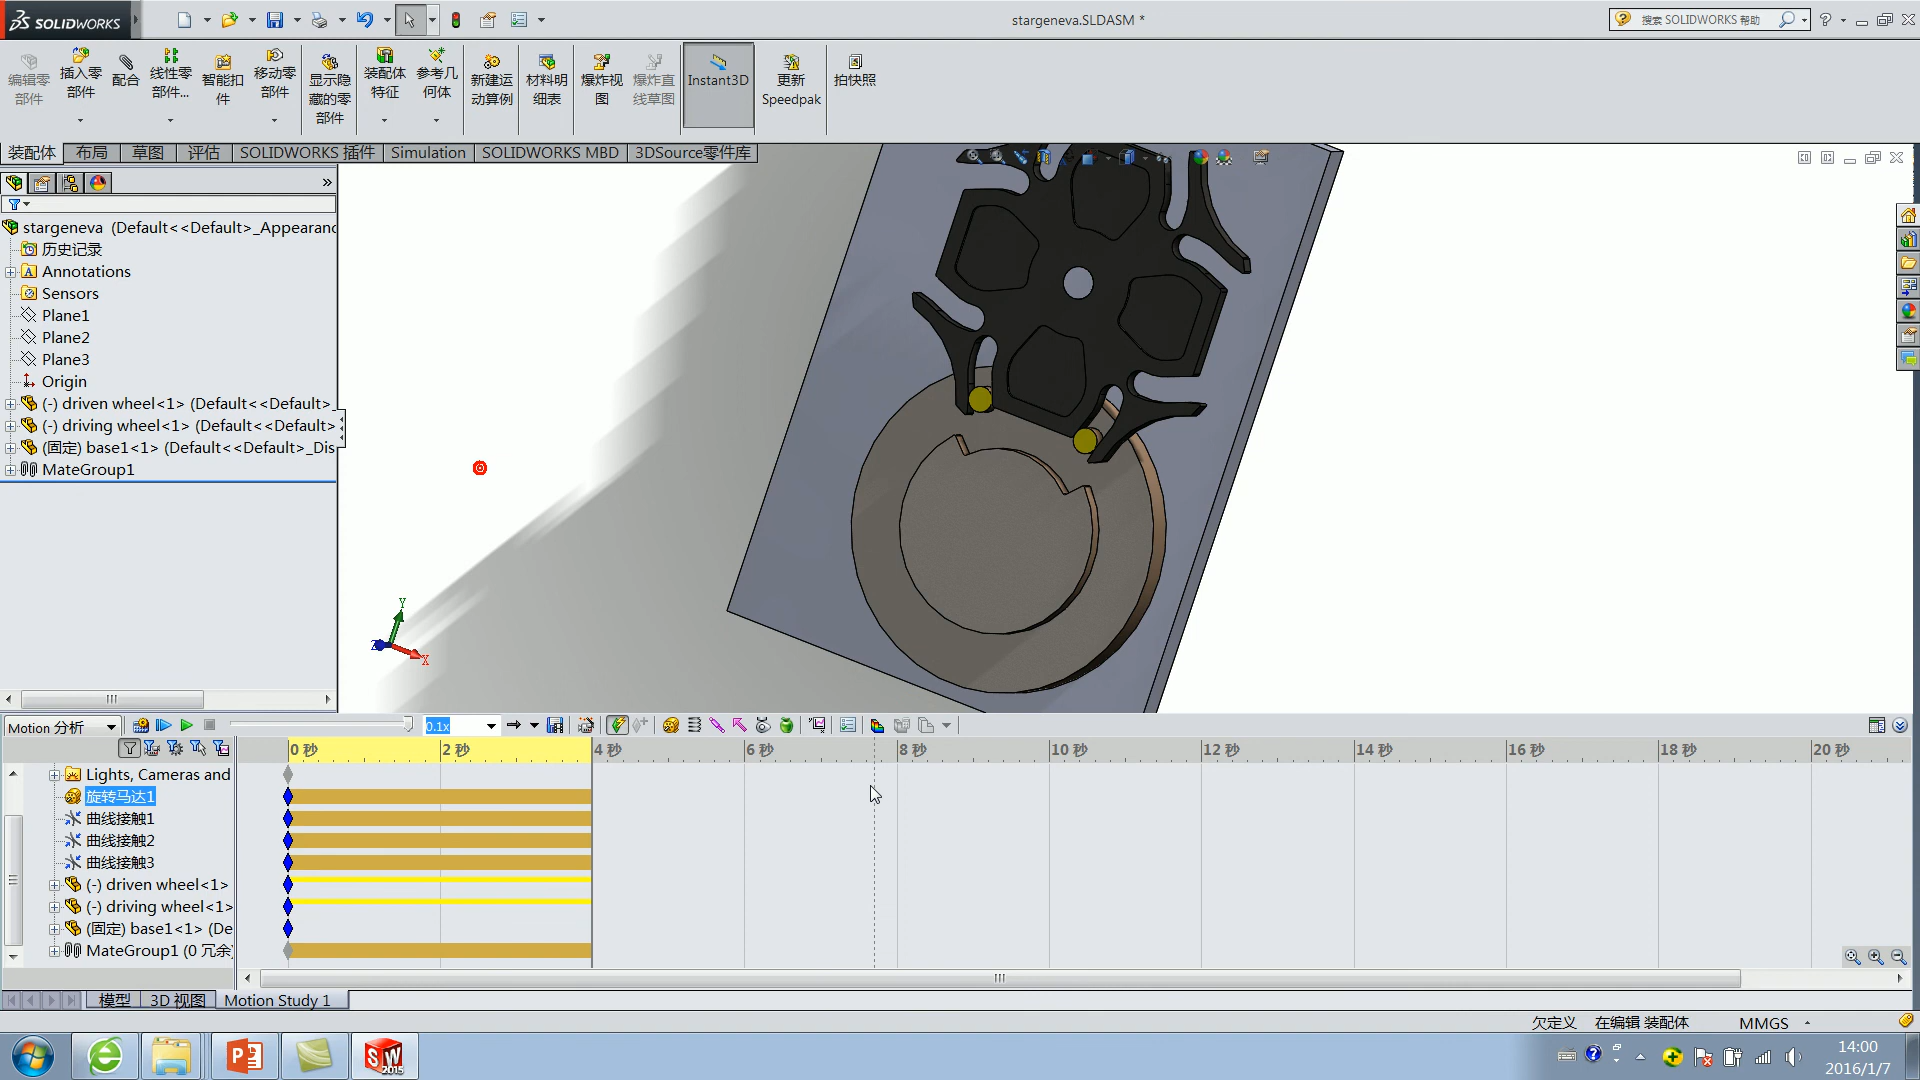 SOLIDWORKS
stargeneva.SLDASM *
搜索 SOLIDWORKS 帮助
编辑零部件
插入零部件
配合
线性零部件...
智能扣件
移动零部件
显示隐藏的零部件
装配体特征
参考几何体
新建运动算例
材料明细表
爆炸视图
爆炸直线草图
Instant3D
更新 Speedpak
拍快照
装配体 布局 草图 评估 SOLIDWORKS 插件 Simulation SOLIDWORKS MBD 3DSource零件库
stargeneva (Default<<Default>_Appearanc
历史记录
Annotations
Sensors
Plane1
Plane2
Plane3
Origin
(-) driven wheel<1> (Default<<Default>_
(-) driving wheel<1> (Default<<Default>
(固定) base1<1> (Default<<Default>_Dis
MateGroup1
Y
Z
X
Motion 分析
0.1x
0 秒 2 秒 4 秒 6 秒 8 秒 10 秒 12 秒 14 秒 16 秒 18 秒 20 秒
Lights, Cameras and
旋转马达1
曲线接触1
曲线接触2
曲线接触3
(-) driven wheel<1>
(-) driving wheel<1>
(固定) base1<1> (De
MateGroup1 (0 冗余)
模型 3D 视图 Motion Study 1
欠定义 在编辑 装配体 MMGS
SW
2015
14:00
2016/1/7